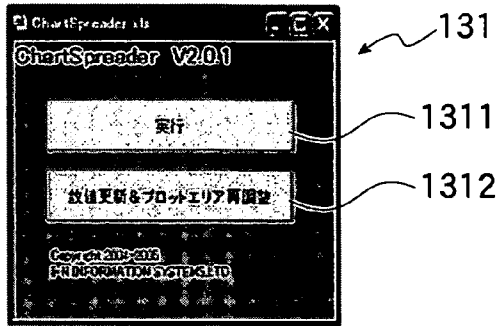 ChartSpreader.xls
ChartSpreader V2.0.1
実行
数値更新&プロットエリア再調整
Copyright 2004-2005
INFORMATION SYSTEMS.LTD
131
1311
1312